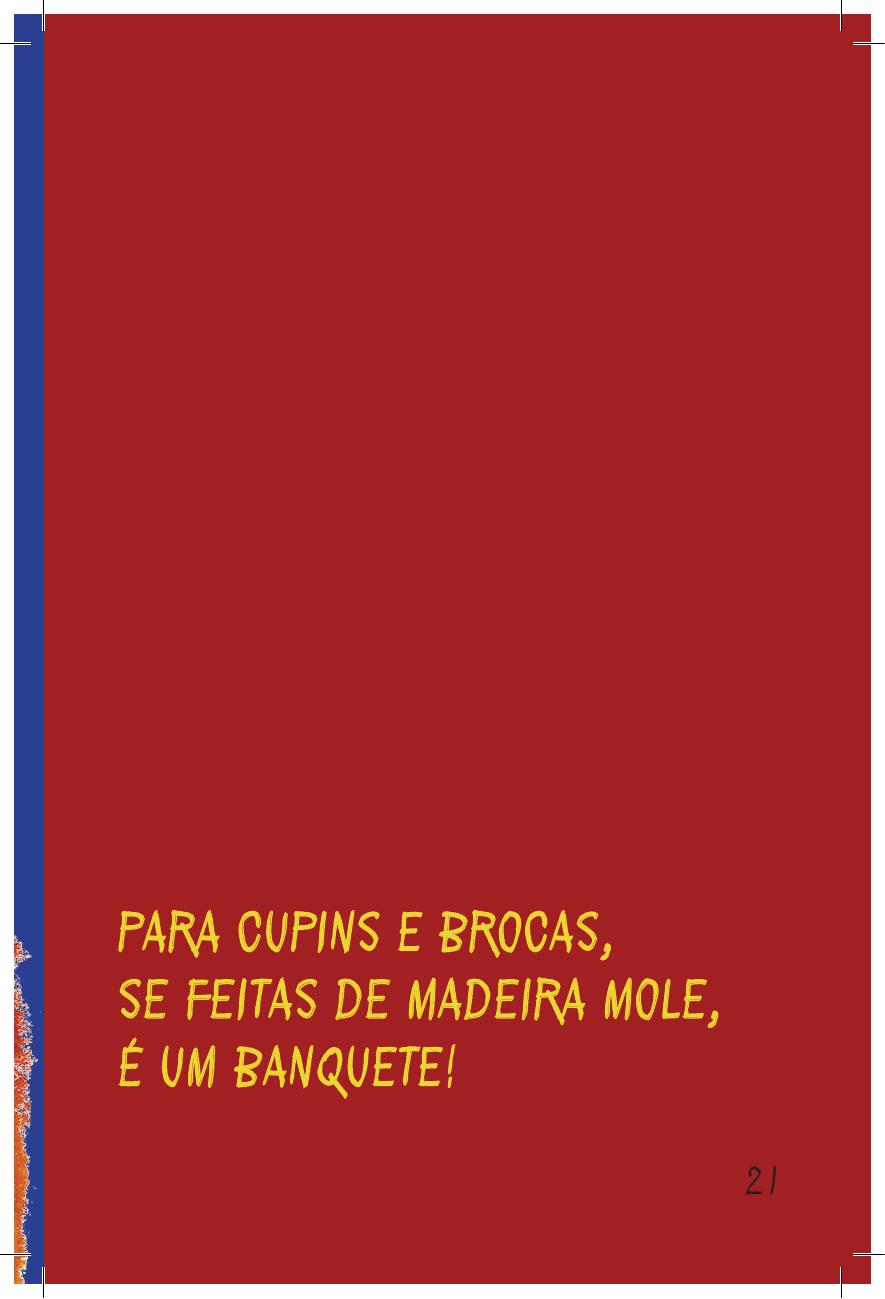 PARA CUPINS E BROCAS,
SE FEITAS DE MADEIRA MOLE,
É UM BANQUETE!
21